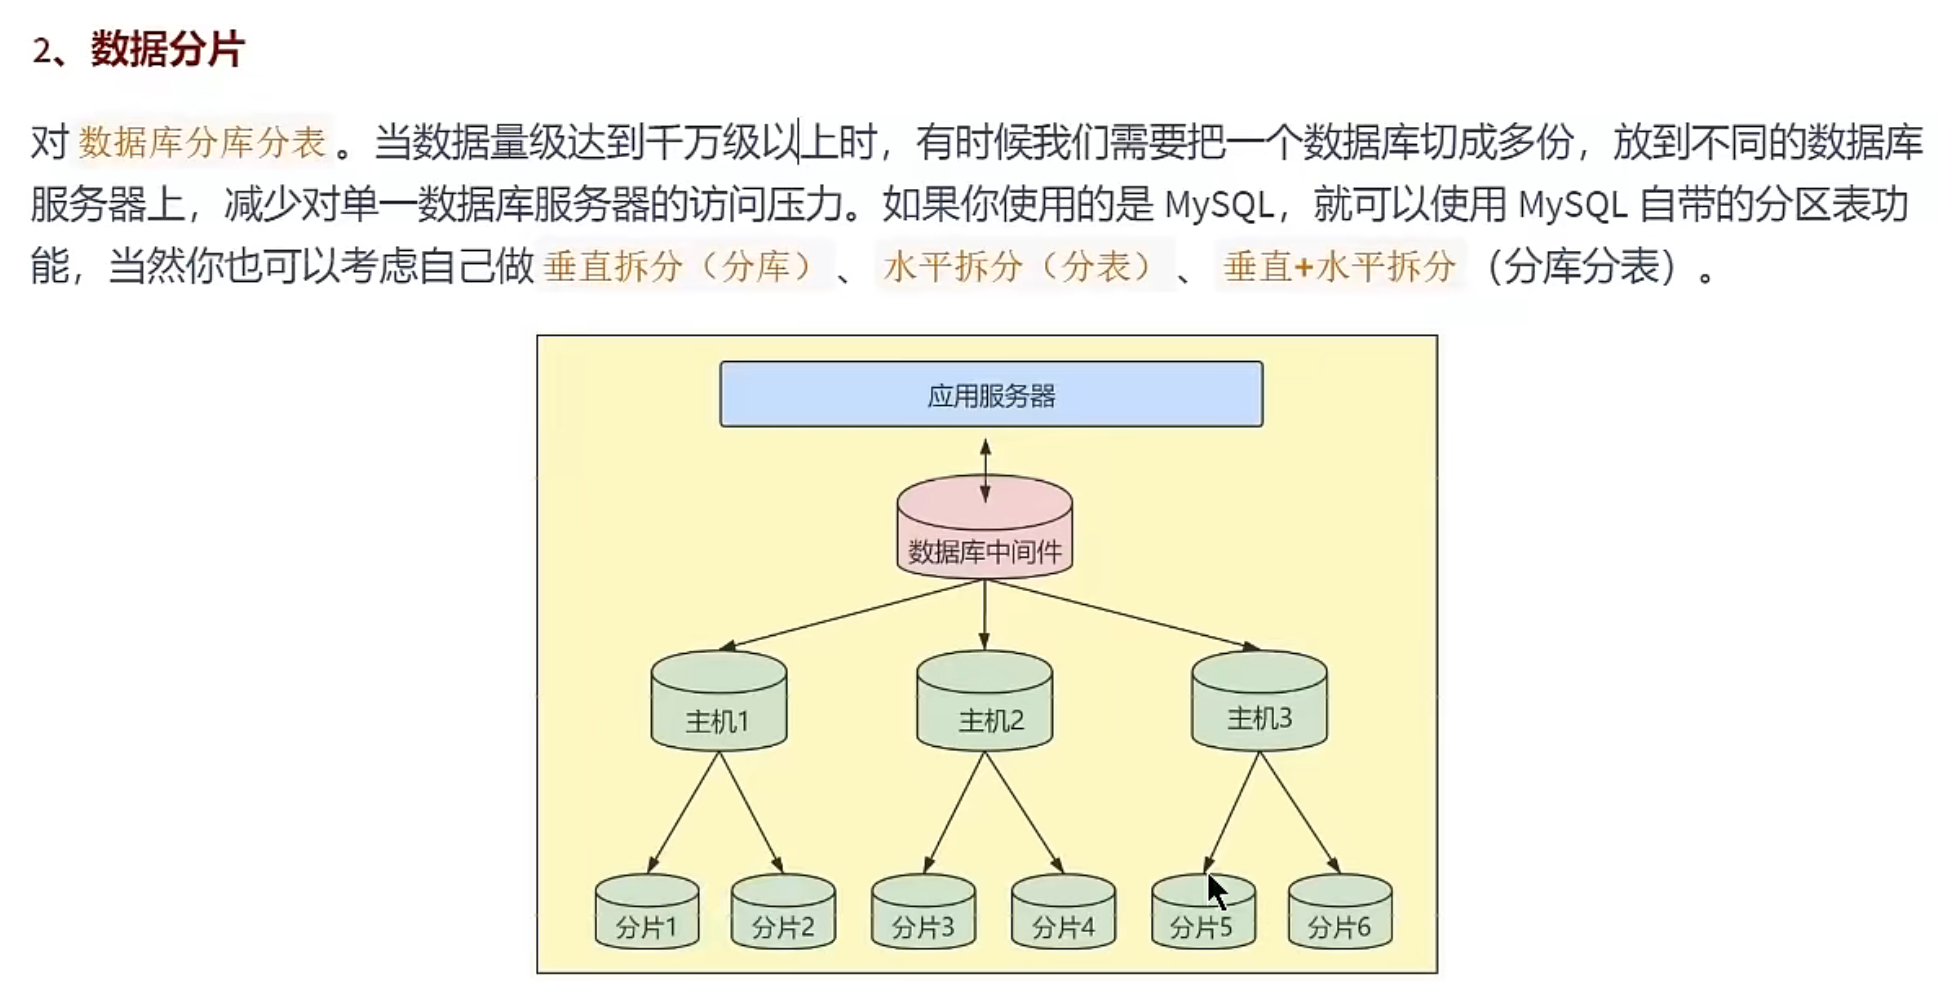 2、数据分片
对 数据库分库分表 。当数据量级达到千万级以上时，有时候我们需要把一个数据库切成多份，放到不同的数据库
服务器上，减少对单一数据库服务器的访问压力。如果你使用的是 MySQL，就可以使用 MySQL 自带的分区表功
能，当然你也可以考虑自己做 垂直拆分（分库） 、 水平拆分（分表） 、 垂直+水平拆分 （分库分表）。
应用服务器
数据库中间件
主机1 主机2 主机3
分片1 分片2 分片3 分片4 分片5 分片6